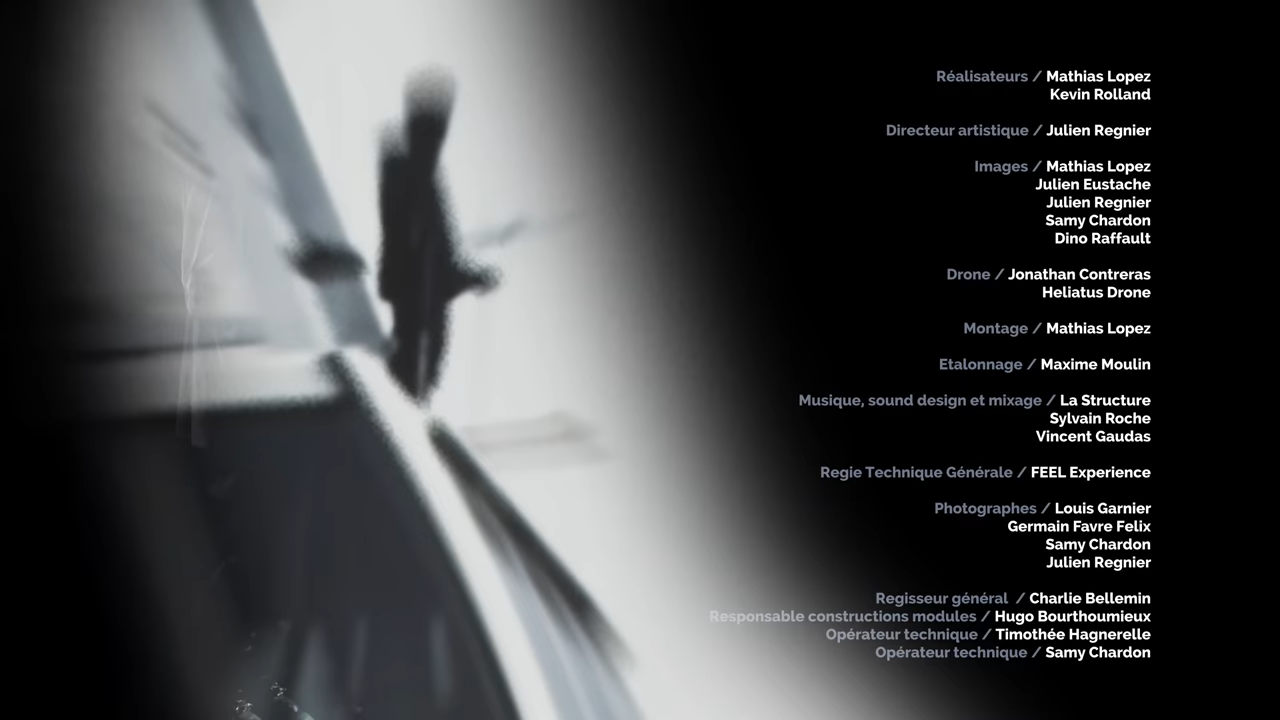 Réalisateurs / Mathias Lopez
Kevin Rolland
Directeur artistique / Julien Regnier
Images / Mathias Lopez
Julien Eustache
Julien Regnier
Samy Chardon
Dino Raffault
Drone / Jonathan Contreras
Heliatus Drone
Montage / Mathias Lopez
Etalonnage / Maxime Moulin
Musique, sound design et mixage / La Structure
Sylvain Roche
Vincent Gaudas
Regie Technique Générale / FEEL Experience
Photographes / Louis Garnier
Germain Favre Felix
Samy Chardon
Julien Regnier
Regisseur général / Charlie Bellemin
Responsable constructions modules / Hugo Bourthoumieux
Opérateur technique / Timothée Hagnerelle
Opérateur technique / Samy Chardon